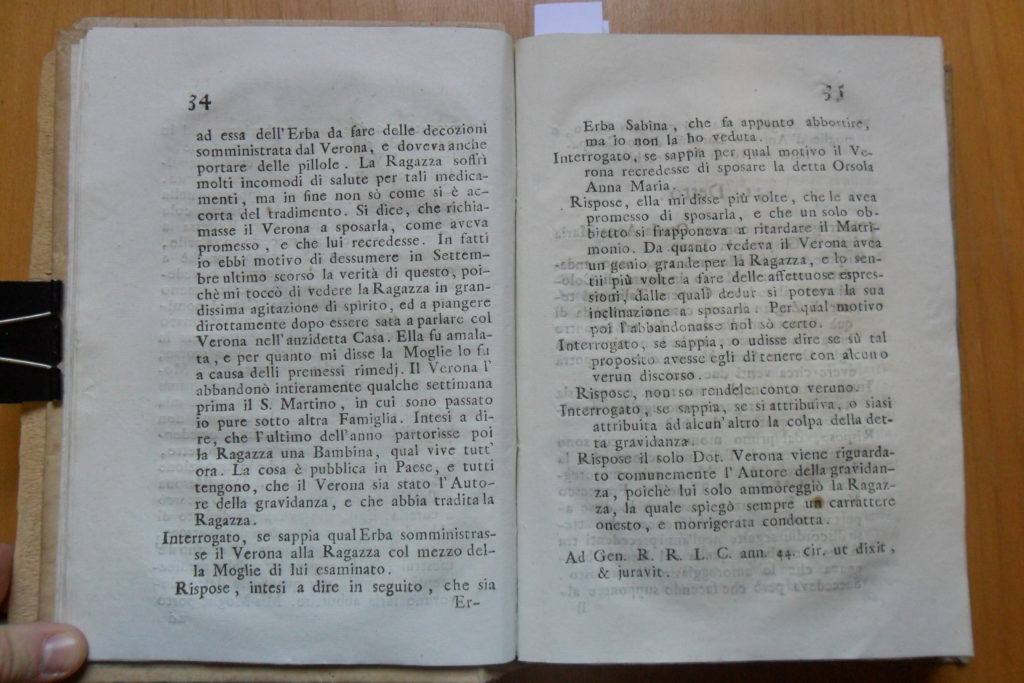 34
ad essa dell'Erba da fare delle decozioni
somministrata dal Verona, e doveva anche
portare delle pillole. La Ragazza soffrì
molti incomodi di salute per tali medica-
menti, ma in fine non sò come si è ac-
corta del tradimento. Si dice, che richia-
masse il Verona a sposarla, come aveva
promesso, e che lui recredesse. In fatti
io ebbi motivo di dessumere in Settem-
bre ultimo scorso la verità di questo, poi-
chè mi toccò di vedere la Ragazza in gran-
dissima agitazione di spirito, ed a piangere
dirottamente dopo essere sata a parlare col
Verona nell'anzidetta Casa. Ella fu amala-
ta, e per quanto mi disse la Moglie lo fu
a causa delli premessi rimedj. Il Verona l'
abbandonò intieramente qualche settimana
prima il S. Martino, in cui sono passato
io pure sotto altra Famiglia. Intesi a di-
re, che l'ultimo dell'anno partorisse poi
la Ragazza una Bambina, qual vive tutt'
ora. La cosa è pubblica in Paese, e tutti
tengono, che il Verona sia stato l'Auto-
re della gravidanza, e che abbia tradita la
Ragazza.
Interrogato, se sappia qual Erba somministras-
se il Verona alla Ragazza col mezzo del-
la Moglie di lui esaminato.
Rispose, intesi a dire in seguito, che sia
Er-
35
Erba Sabina, che fa appunto abbortire,
ma io non la ho veduta.
Interrogato, se sappia per qual motivo il Ve-
rona recredesse di sposare la detta Orsola
Anna Maria.
Rispose, ella mi disse più volte, che le avea
promesso di sposarla, e che un solo ob-
bietto si frapponeva a ritardare il Matri-
monio. Da quanto vedeva il Verona avea
un genio grande per la Ragazza, e lo sen-
tii più volte a fare delle affettuose espres-
sioni, dalle quali dedur si poteva la sua
inclinazione a sposarla. Per qual motivo
poi l'abbandonasse nol sò certo.
Interrogato, se sappia, o udisse dire se sù tal
proposito avesse egli di tenere con alcuno
verun discorso.
Rispose, non so rendele conto veruno.
Interrogato, se sappia, se si attribuiva, o siasi
attribuita ad alcun'altro la colpa della det-
ta gravidanza.
Rispose il solo Dot. Verona viene riguarda-
to comunemente l'Autore della gravidan-
za, poichè lui solo ammoreggiò la Ragaz-
za, la quale spiegò sempre un carrattere
onesto, e morrigerata condotta.
Ad Gen. R. R. L. C. ann. 44. cir. ut dixit,
& juravit.